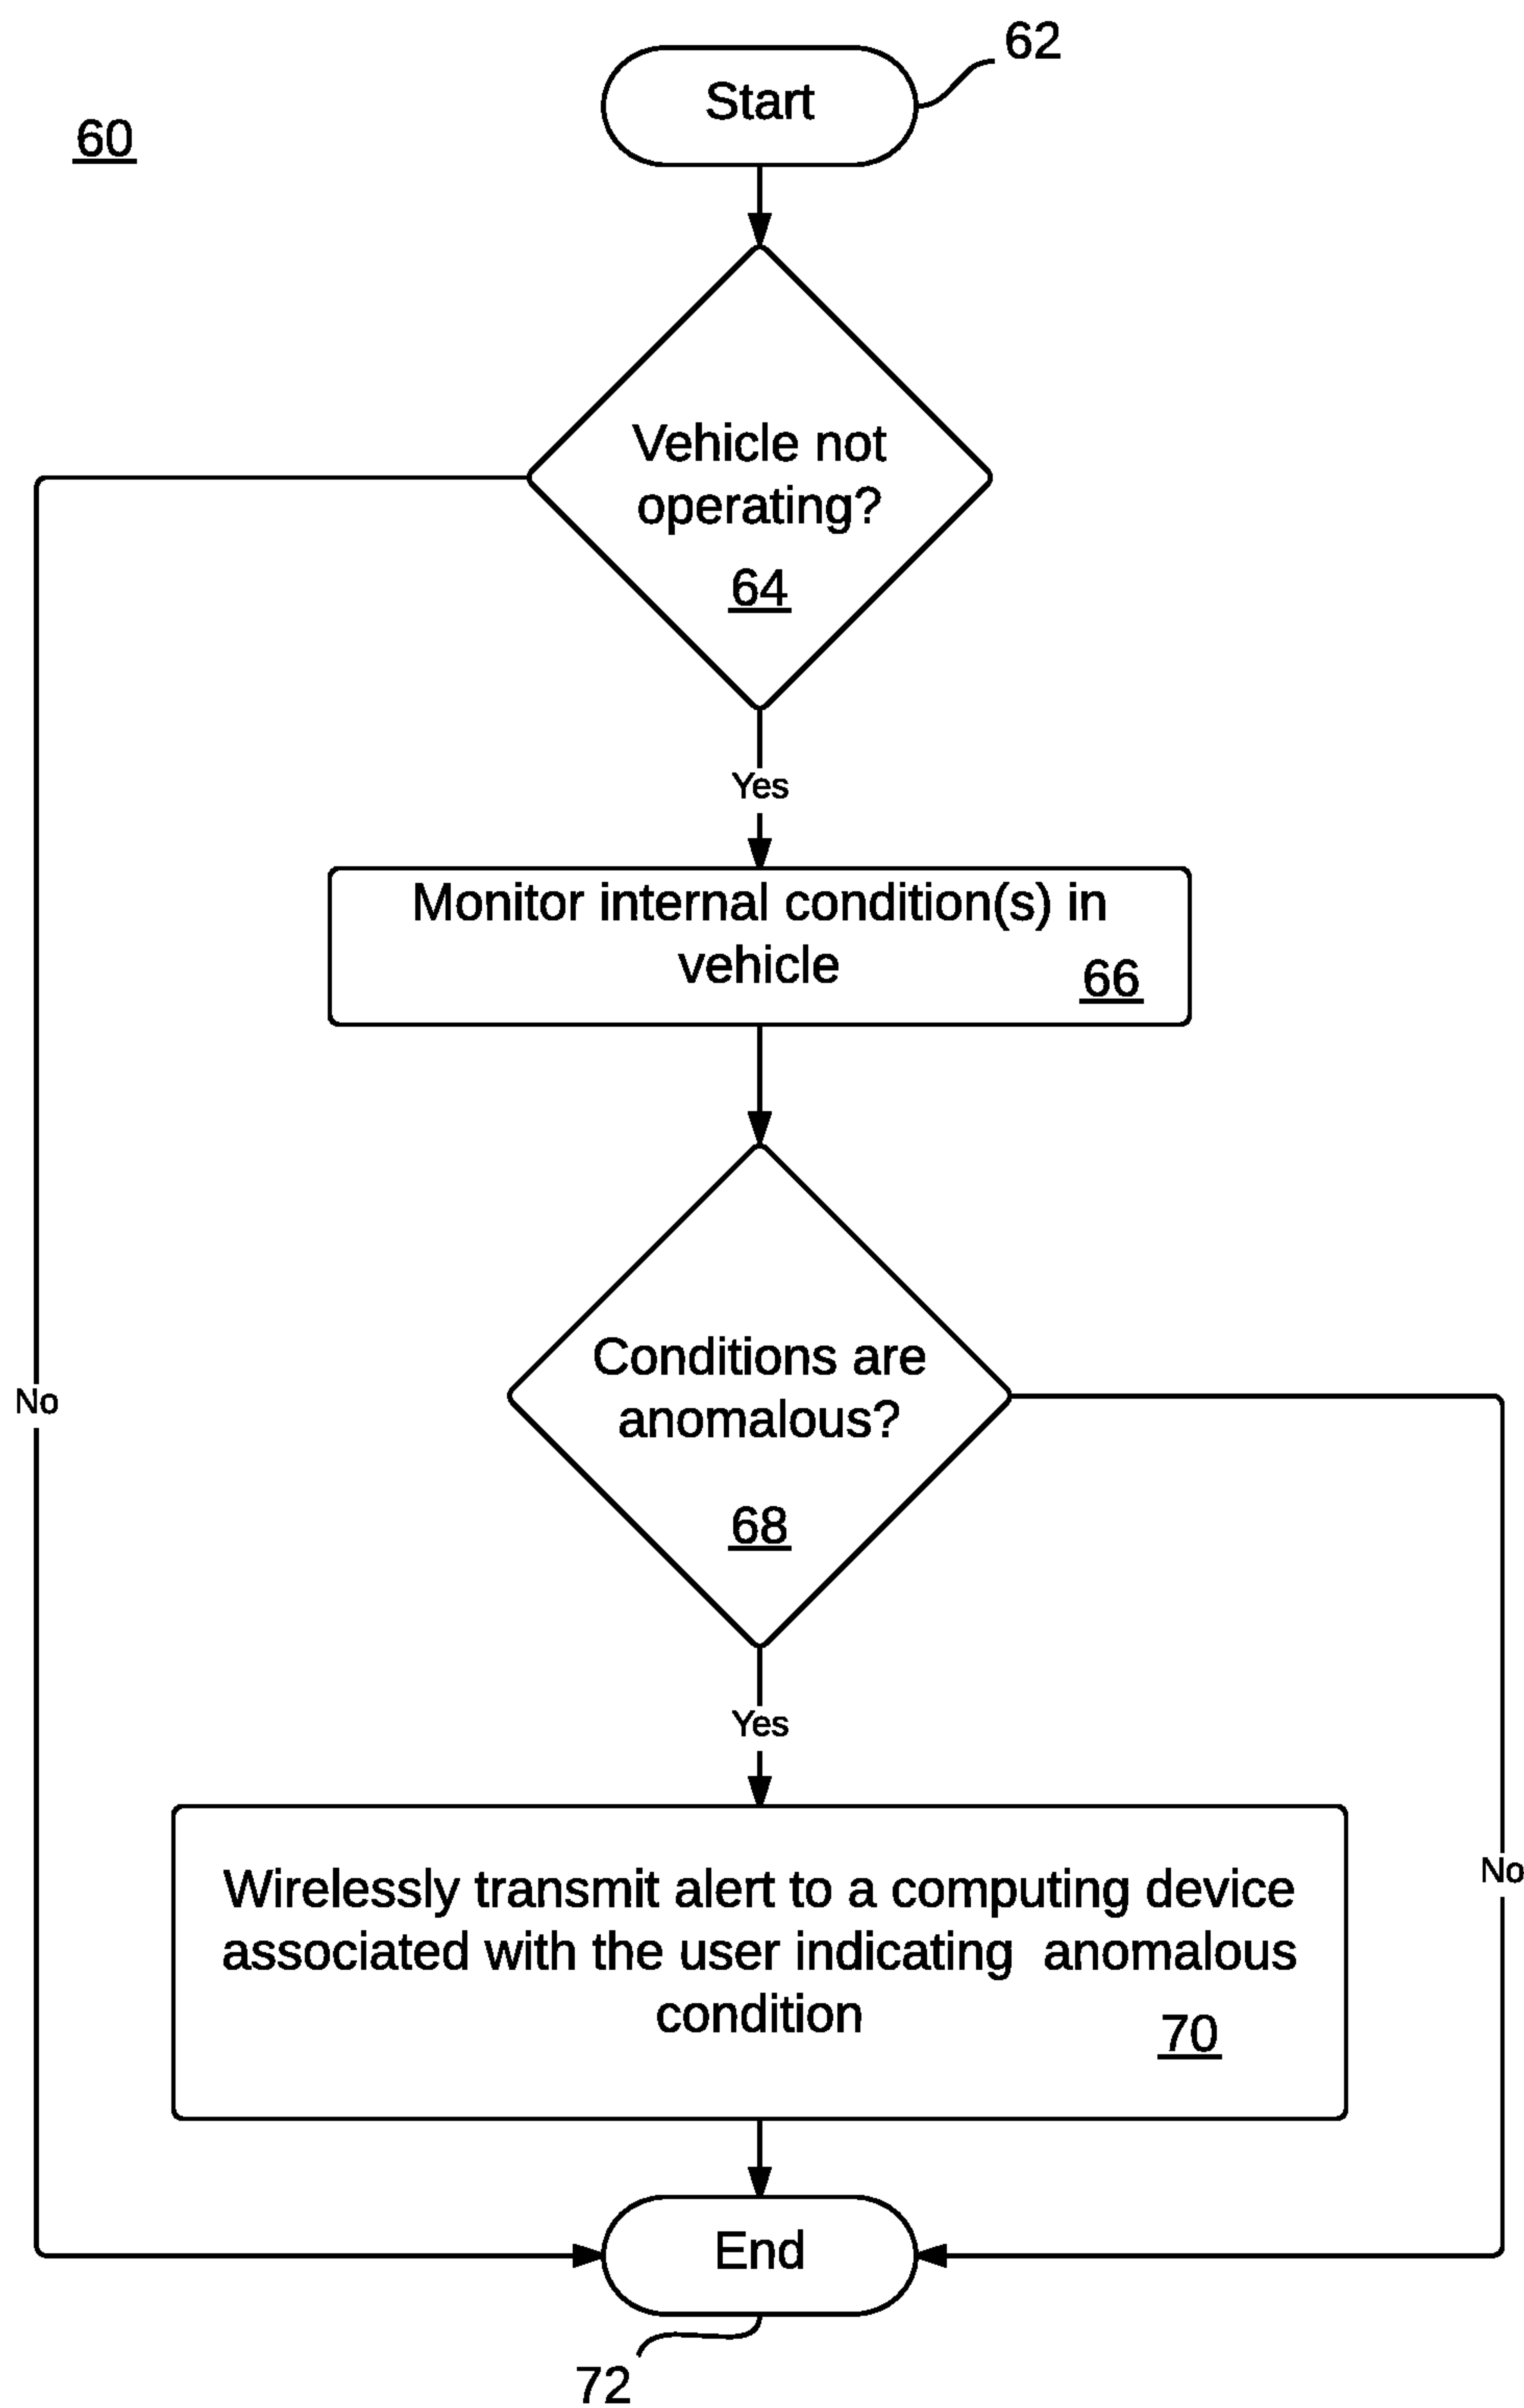 62
Start
60
Vehicle not
operating?
64
Yes
Monitor internal condition(s) in
vehicle
66
Conditions are
anomalous?
68
No
Yes
Wirelessly transmit alert to a computing device
associated with the user indicating anomalous
condition
70
No
End
72